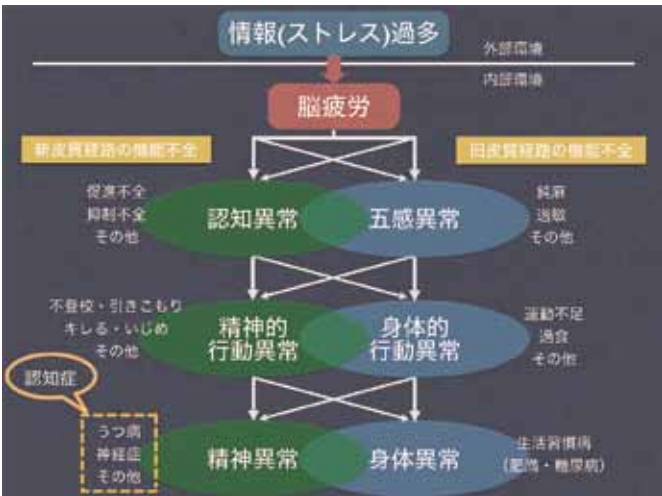 情報(ストレス)過多
外部環境
内部環境
脳疲労
新皮質経路の機能不全
旧皮質経路の機能不全
促進不全
抑制不全
その他
認知異常
五感異常
鈍麻
過敏
その他
不登校・引きこもり
キレる・いじめ
その他
精神的
行動異常
身体的
行動異常
運動不足
過食
その他
認知症
うつ病
神経症
その他
精神異常
身体異常
生活習慣病
(肥満・糖尿病)